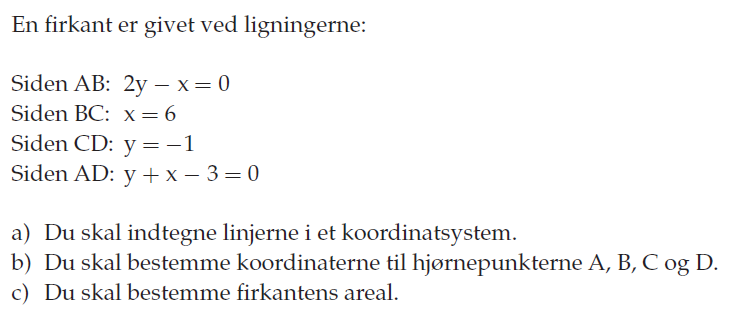 En firkant er givet ved ligningerne:
Siden AB: 2y – x = 0
Siden BC: x = 6
Siden CD: y = –1
Siden AD: y + x – 3 = 0
a) Du skal indtegne linjerne i et koordinatsystem.
b) Du skal bestemme koordinaterne til hjørnepunkterne A, B, C og D.
c) Du skal bestemme firkantens areal.